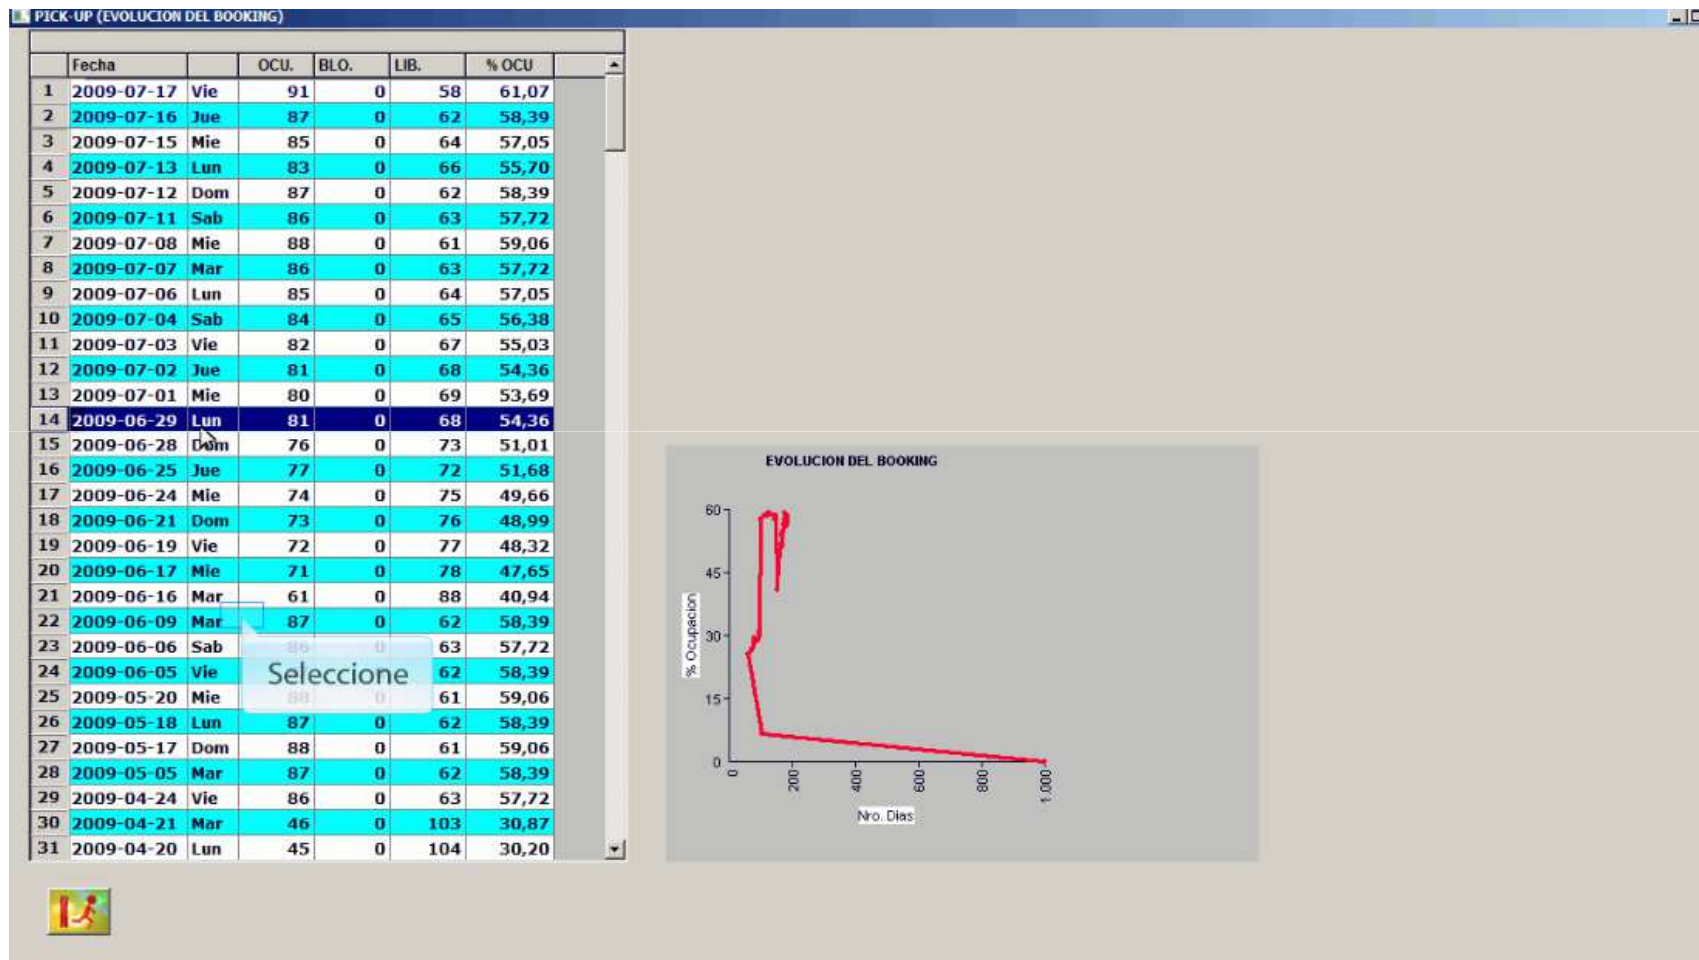 PICK-UP (EVOLUCION DEL BOOKING)
Fecha OCU. BLO. LIB. % OCU
1 2009-07-17 Vie 91 0 58 61,07
2 2009-07-16 Jue 87 0 62 58,39
3 2009-07-15 Mie 85 0 64 57,05
4 2009-07-13 Lun 83 0 66 55,70
5 2009-07-12 Dom 87 0 62 58,39
6 2009-07-11 Sab 86 0 63 57,72
7 2009-07-08 Mie 88 0 61 59,06
8 2009-07-07 Mar 86 0 63 57,72
9 2009-07-06 Lun 85 0 64 57,05
10 2009-07-04 Sab 84 0 65 56,38
11 2009-07-03 Vie 82 0 67 55,03
12 2009-07-02 Jue 81 0 68 54,36
13 2009-07-01 Mie 80 0 69 53,69
14 2009-06-29 Lun 81 0 68 54,36
15 2009-06-28 Dom 76 0 73 51,01
16 2009-06-25 Jue 77 0 72 51,68
17 2009-06-24 Mie 74 0 75 49,66
18 2009-06-21 Dom 73 0 76 48,99
19 2009-06-19 Vie 72 0 77 48,32
20 2009-06-17 Mie 71 0 78 47,65
21 2009-06-16 Mar 61 0 88 40,94
22 2009-06-09 Mar 87 0 62 58,39
23 2009-06-06 Sab 86 0 63 57,72
24 2009-06-05 Vie 62 58,39
25 2009-05-20 Mie 88 0 61 59,06
Seleccione
26 2009-05-18 Lun 87 0 62 58,39
27 2009-05-17 Dom 88 0 61 59,06
28 2009-05-05 Mar 87 0 62 58,39
29 2009-04-24 Vie 86 0 63 57,72
30 2009-04-21 Mar 46 0 103 30,87
31 2009-04-20 Lun 45 0 104 30,20
EVOLUCION DEL BOOKING
60
45
30
15
0
% Ocupacion
0 200 400 600 800 1.000
Nro. Dias